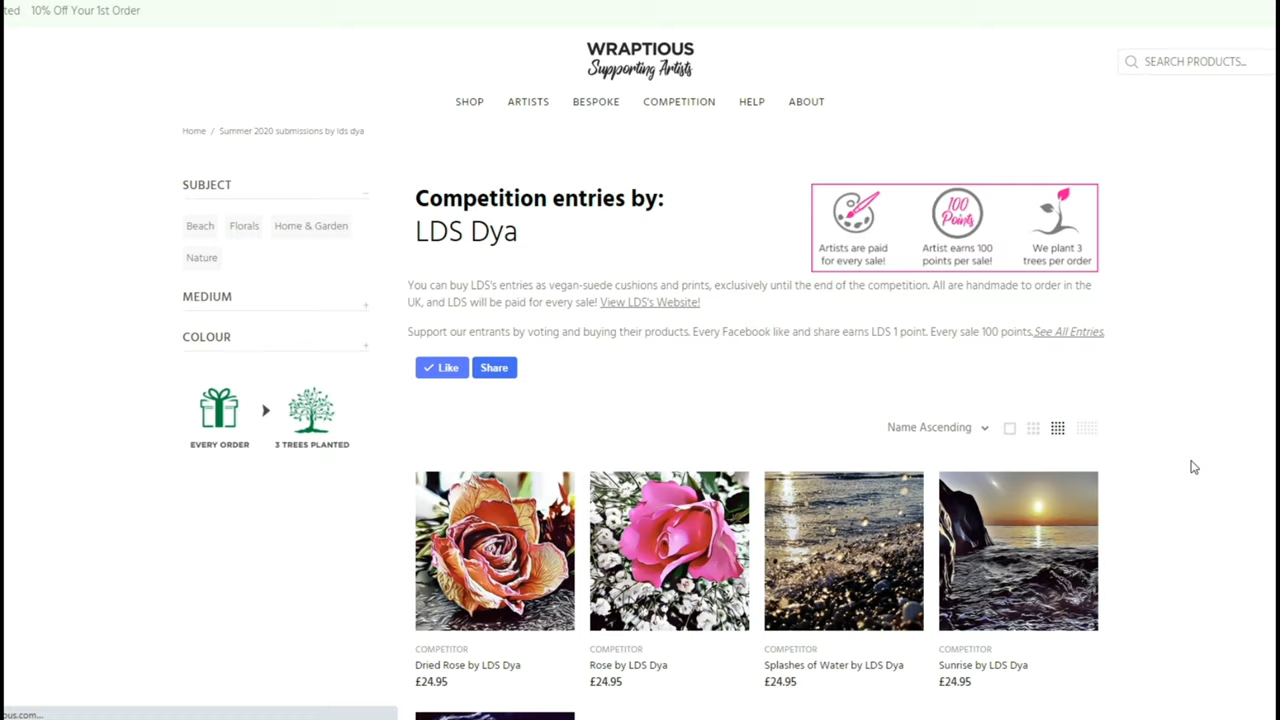 ted 10% Off Your 1st Order
WRAPTIOUS
Supporting Artists
SEARCH PRODUCTS...
SHOP ARTISTS BESPOKE COMPETITION HELP ABOUT
Home / Summer 2020 submissions by lds dya
SUBJECT
Beach Florals Home & Garden
Nature
MEDIUM
COLOUR
EVERY ORDER 3 TREES PLANTED
Competition entries by:
LDS Dya
100 Points
Artists are paid for every sale!
Artist earns 100 points per sale!
We plant 3 trees per order
You can buy LDS's entries as vegan-suede cushions and prints, exclusively until the end of the competition. All are handmade to order in the
UK, and LDS will be paid for every sale! View LDS's Website!
Support our entrants by voting and buying their products. Every Facebook like and share earns LDS 1 point. Every sale 100 points.See All Entries.
Like Share
Name Ascending
COMPETITOR COMPETITOR COMPETITOR COMPETITOR
Dried Rose by LDS Dya Rose by LDS Dya Splashes of Water by LDS Dya Sunrise by LDS Dya
£24.95 £24.95 £24.95 £24.95
ous.com...